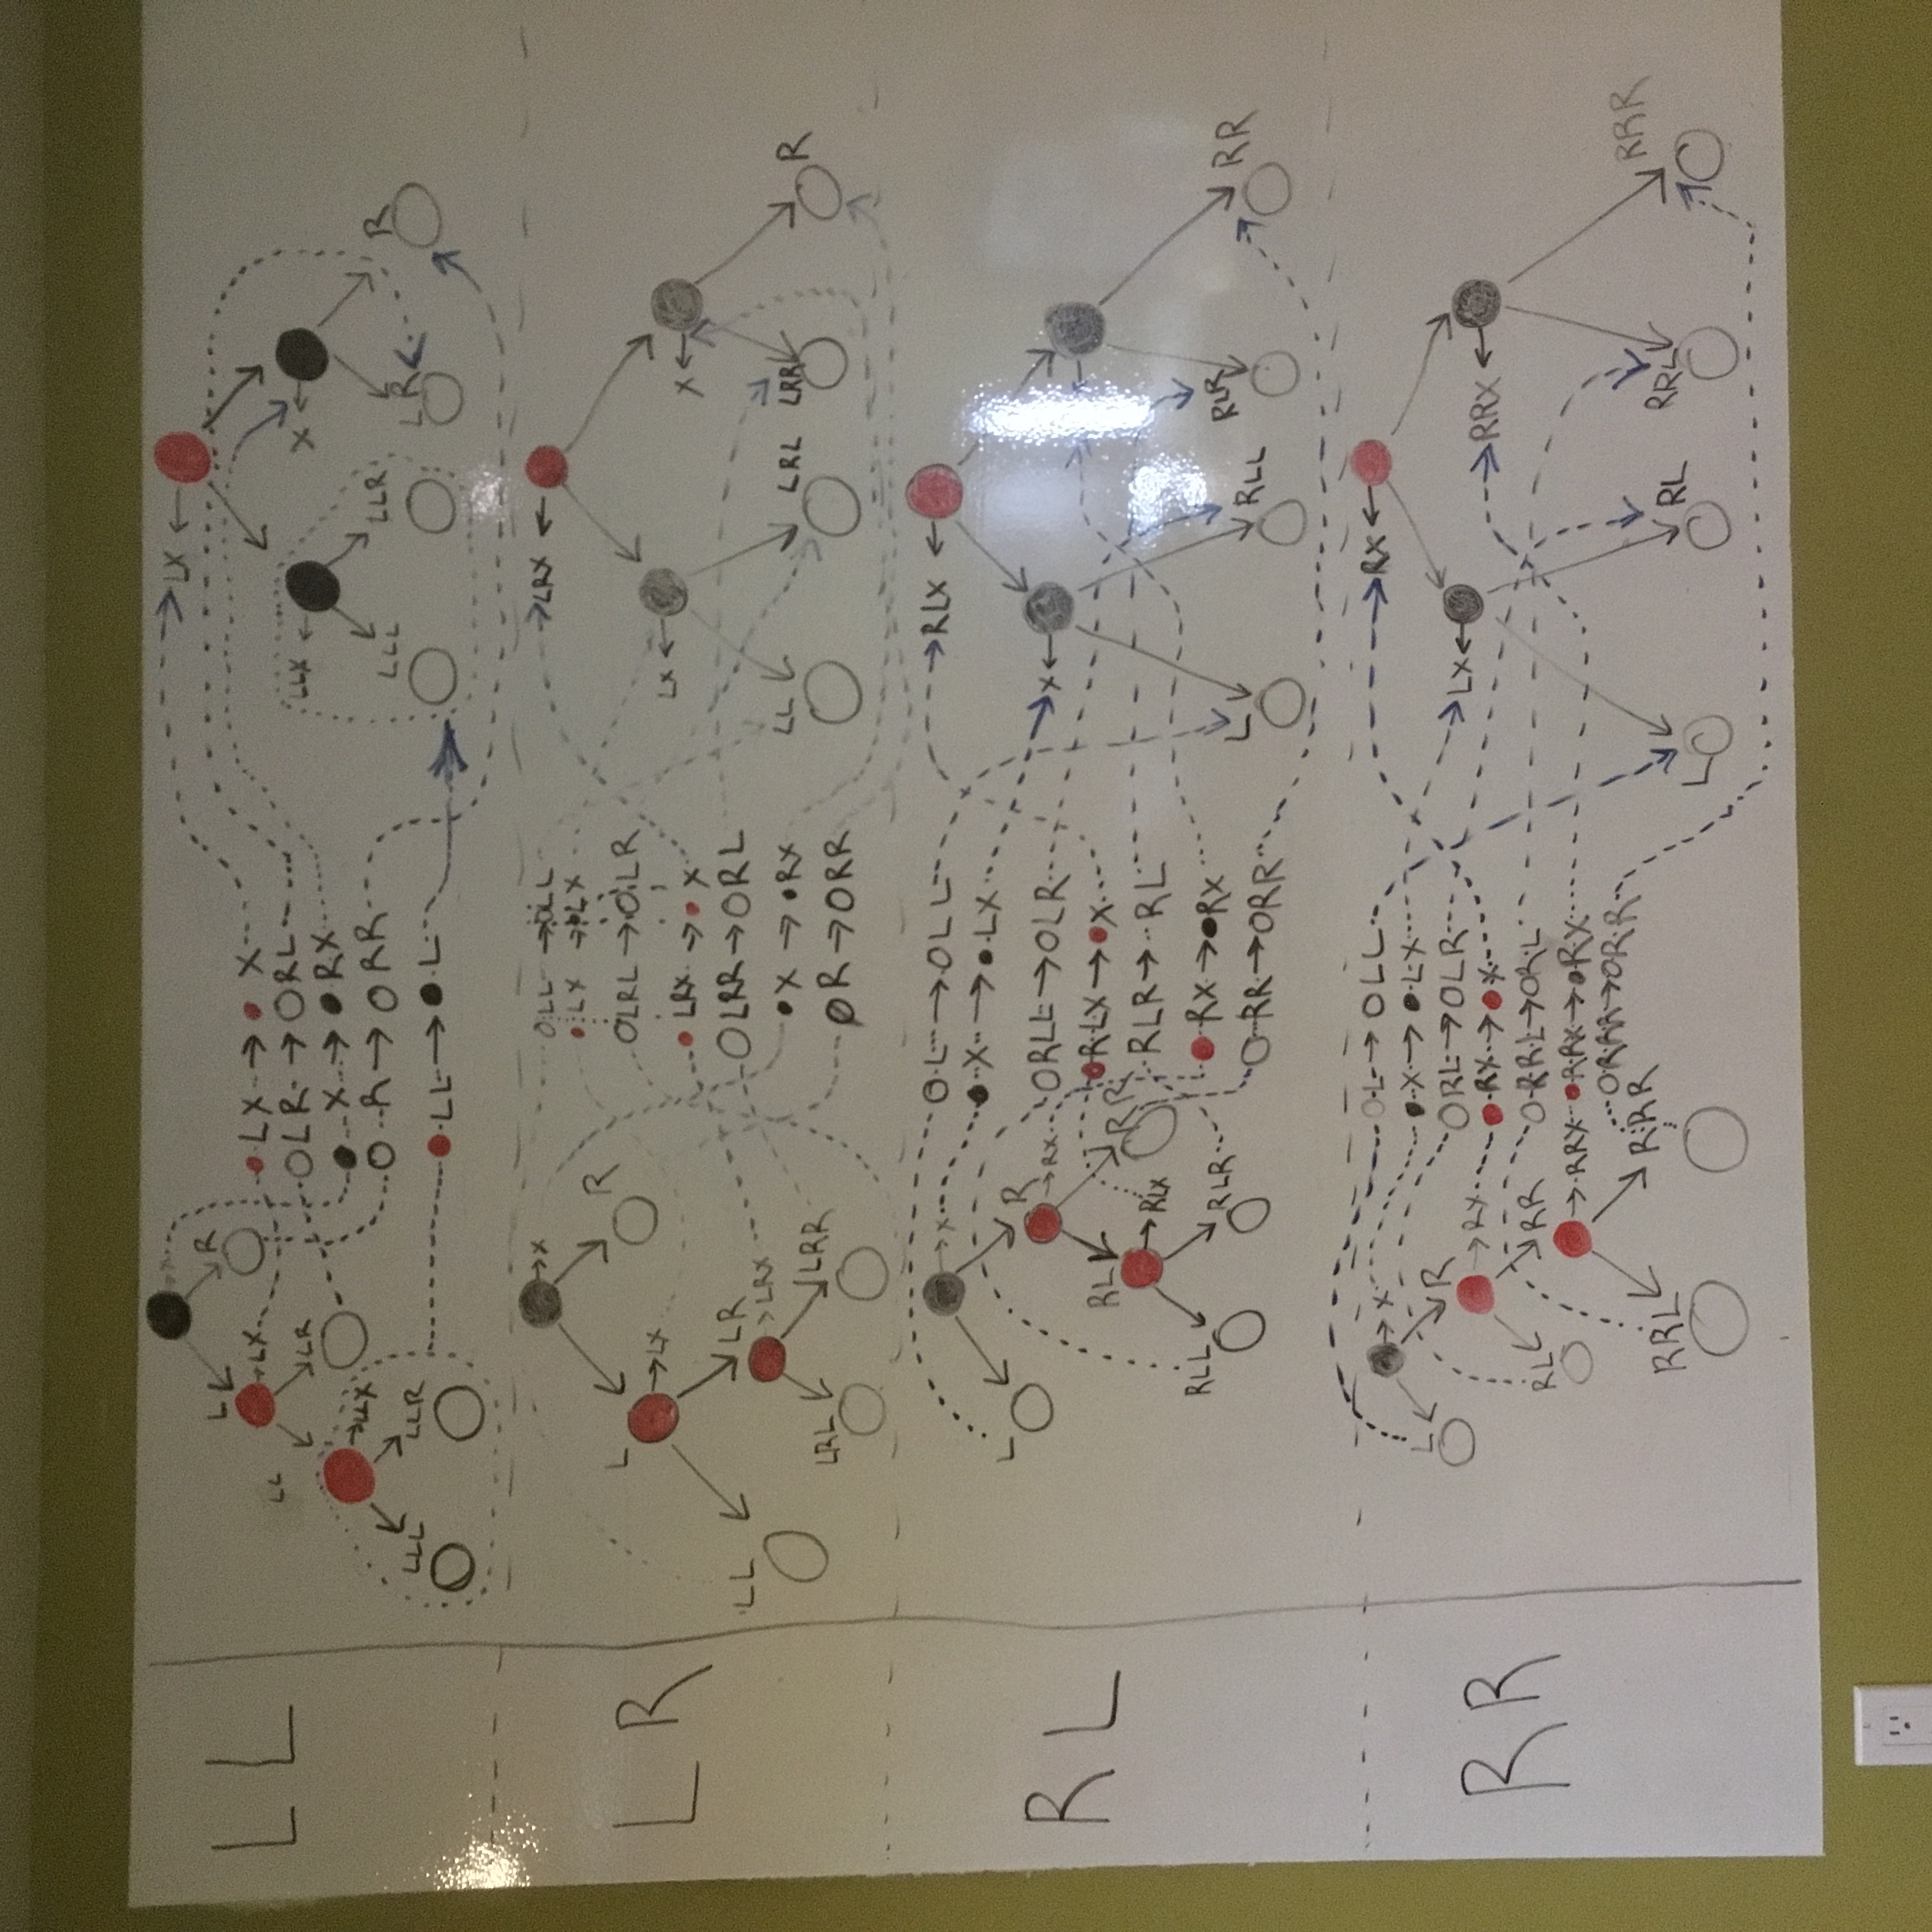 LL
L
R
LX
LL
LR
LLX
LLL
LLR
LX → X
LR → RL
X → RX
R → RR
LL → L
LX
LLX
X
LLL
LLR
LR
R
LR
X
L
R
LX
LL
LR
LRX
LRL
LRR
LL → LL
LX → LX
LRL → LR
LRX → X
LRR → RL
X → RX
R → RR
LRX
LX
X
LL
LRL
LRR
R
RL
X
L
R
RX
RL
RR
RLX
RLL
RLR
L → LL
X → LX
RLL → LR
RLX → X
RLR → RL
RX → RX
RR → RR
RLX
X
L
RLL
RLR
RR
RR
X
L
R
RX
RL
RR
RRX
RRL
RRR
L → LL
X → LX
RL → LR
RX → X
RRL → RL
RRX → RX
RRR → RR
RX
LX
RRX
L
RL
RRL
RRR